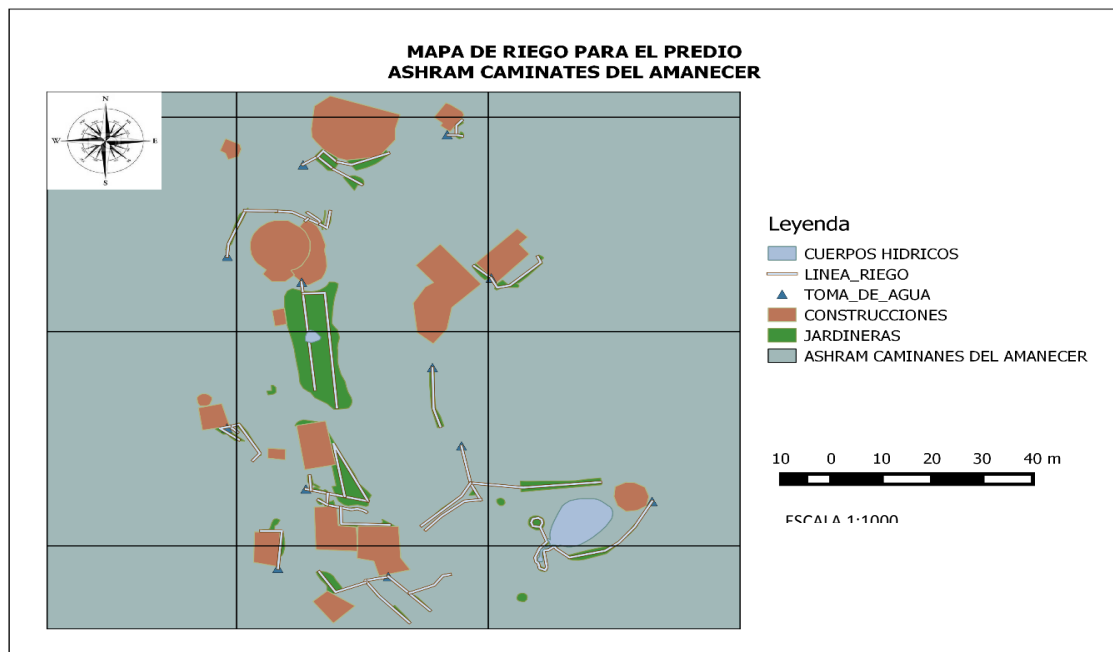 MAPA DE RIEGO PARA EL PREDIO
ASHRAM CAMINATES DEL AMANECER
N
W E
S
Leyenda
CUERPOS HIDRICOS
LINEA_RIEGO
TOMA_DE_AGUA
CONSTRUCCIONES
JARDINERAS
ASHRAM CAMINANES DEL AMANECER
10 0 10 20 30 40 m
ESCALA 1:1000